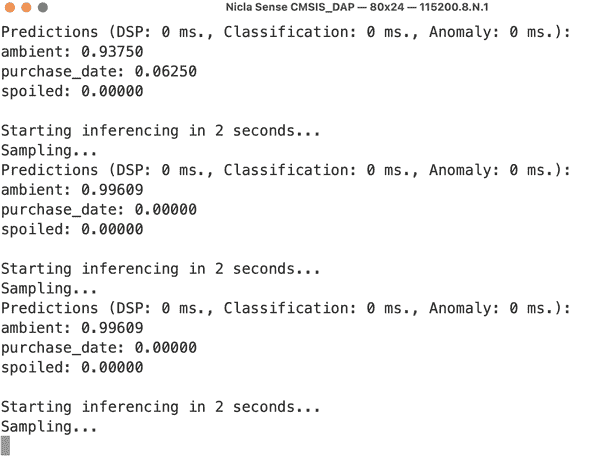 Nicla Sense CMSIS_DAP — 80x24 — 115200.8.N.1
Predictions (DSP: 0 ms., Classification: 0 ms., Anomaly: 0 ms.):
ambient: 0.93750
purchase_date: 0.06250
spoiled: 0.00000
Starting inferencing in 2 seconds...
Sampling...
Predictions (DSP: 0 ms., Classification: 0 ms., Anomaly: 0 ms.):
ambient: 0.99609
purchase_date: 0.00000
spoiled: 0.00000
Starting inferencing in 2 seconds...
Sampling...
Predictions (DSP: 0 ms., Classification: 0 ms., Anomaly: 0 ms.):
ambient: 0.99609
purchase_date: 0.00000
spoiled: 0.00000
Starting inferencing in 2 seconds...
Sampling...